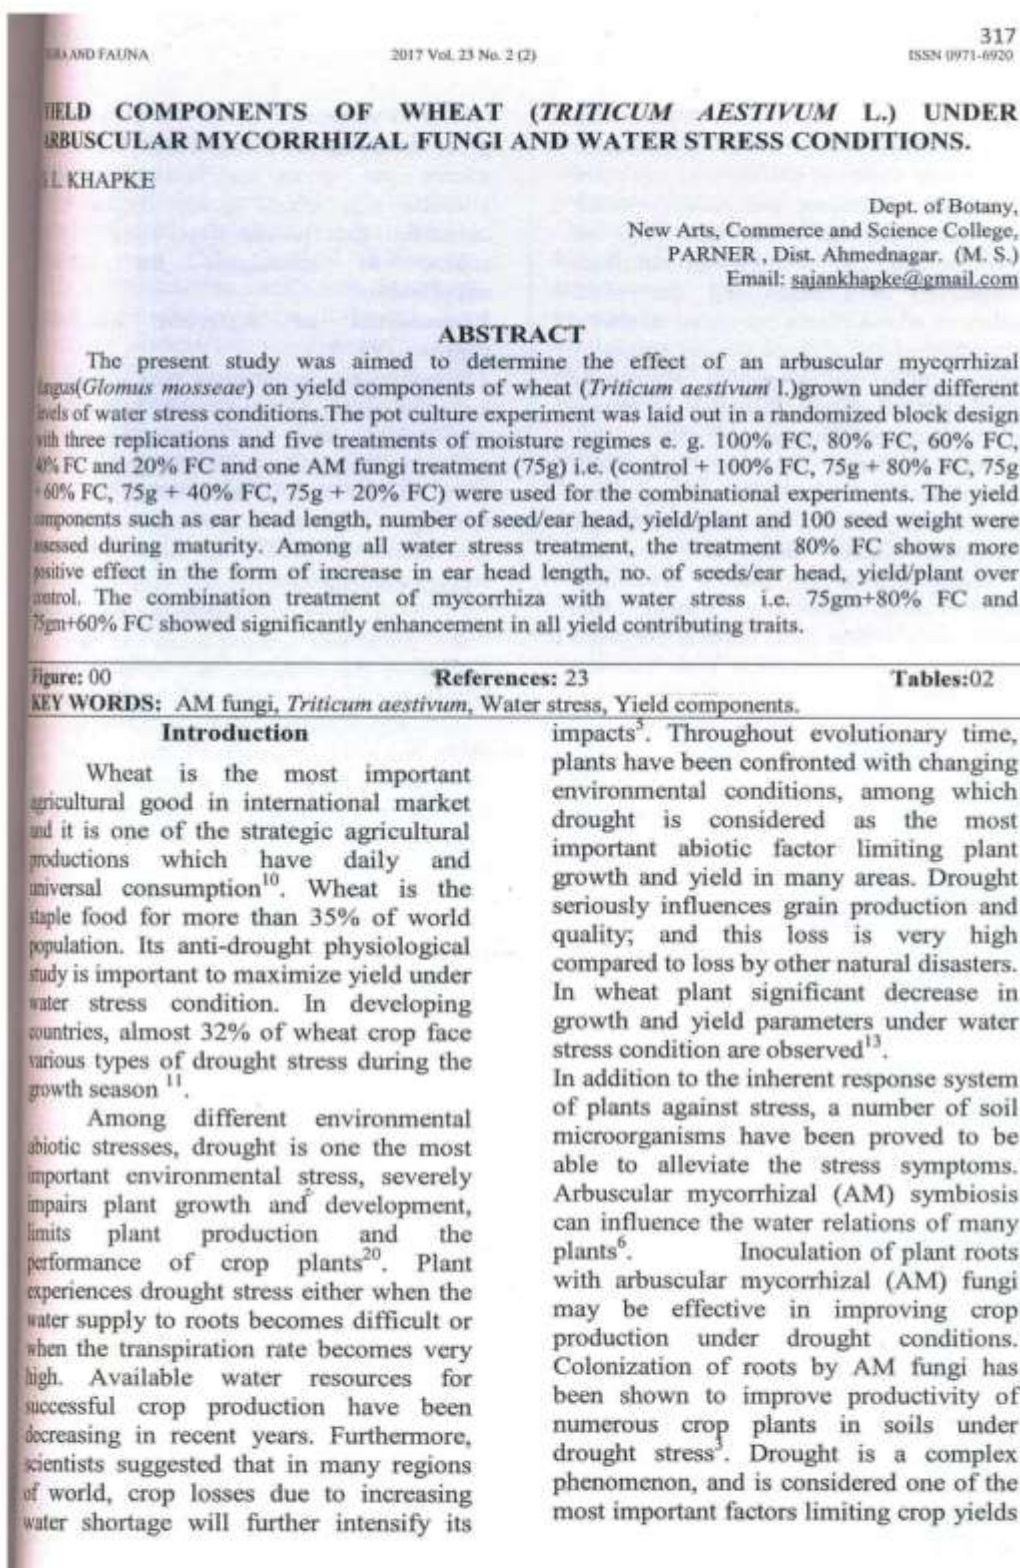 317
AND FAUNA 2017 Vol. 23 No. 2 (2) ISSN 0971-6920
COMPONENTS OF WHEAT (TRITICUM AESTIVUM L.) UNDER
MYCORRHIZAL FUNGI AND WATER STRESS CONDITIONS.
KHAPKE
Dept. of Botany,
New Arts, Commerce and Science College,
PARNER , Dist. Ahmednagar. (M. S.)
Email: sajankhapke@gmail.com
ABSTRACT
The present study was aimed to determine the effect of an arbuscular mycorrhizal
fungus(Glomus mosseae) on yield components of wheat (Triticum aestivum l.)grown under different
levels of water stress conditions.The pot culture experiment was laid out in a randomized block design
with three replications and five treatments of moisture regimes e. g. 100% FC, 80% FC, 60% FC,
40% FC and 20% FC and one AM fungi treatment (75g) i.e. (control + 100% FC, 75g + 80% FC, 75g
+ 60% FC, 75g + 40% FC, 75g + 20% FC) were used for the combinational experiments. The yield
components such as ear head length, number of seed/ear head, yield/plant and 100 seed weight were
assessed during maturity. Among all water stress treatment, the treatment 80% FC shows more
positive effect in the form of increase in ear head length, no. of seeds/ear head, yield/plant over
control. The combination treatment of mycorrhiza with water stress i.e. 75gm+80% FC and
75gm+60% FC showed significantly enhancement in all yield contributing traits.
Figure: 00 References: 23 Tables:02
KEY WORDS: AM fungi, Triticum aestivum, Water stress, Yield components.
Introduction
Wheat is the most important
agricultural good in international market
and it is one of the strategic agricultural
productions which have daily and
universal consumption10. Wheat is the
staple food for more than 35% of world
population. Its anti-drought physiological
study is important to maximize yield under
water stress condition. In developing
countries, almost 32% of wheat crop face
various types of drought stress during the
growth season 11.
Among different environmental
abiotic stresses, drought is one the most
important environmental stress, severely
impairs plant growth and development,
limits plant production and the
performance of crop plants20. Plant
experiences drought stress either when the
water supply to roots becomes difficult or
when the transpiration rate becomes very
high. Available water resources for
successful crop production have been
decreasing in recent years. Furthermore,
scientists suggested that in many regions
of world, crop losses due to increasing
water shortage will further intensify its
impacts5. Throughout evolutionary time,
plants have been confronted with changing
environmental conditions, among which
drought is considered as the most
important abiotic factor limiting plant
growth and yield in many areas. Drought
seriously influences grain production and
quality; and this loss is very high
compared to loss by other natural disasters.
In wheat plant significant decrease in
growth and yield parameters under water
stress condition are observed13.
In addition to the inherent response system
of plants against stress, a number of soil
microorganisms have been proved to be
able to alleviate the stress symptoms.
Arbuscular mycorrhizal (AM) symbiosis
can influence the water relations of many
plants6. Inoculation of plant roots
with arbuscular mycorrhizal (AM) fungi
may be effective in improving crop
production under drought conditions.
Colonization of roots by AM fungi has
been shown to improve productivity of
numerous crop plants in soils under
drought stress3. Drought is a complex
phenomenon, and is considered one of the
most important factors limiting crop yields